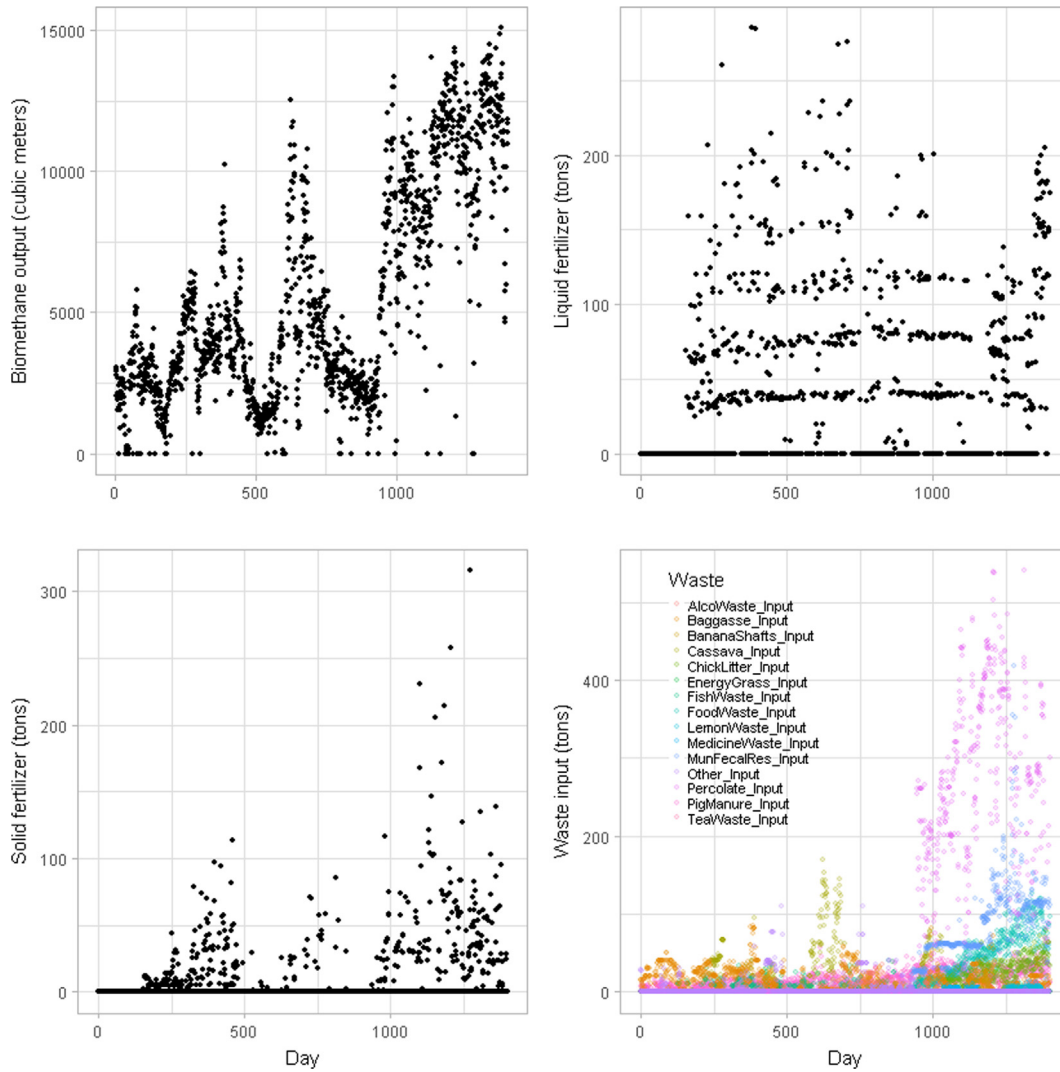 Biomethane output (cubic meters)
15000
10000
5000
0
0 500 1000
Liquid fertilizer (tons)
200
100
0
0 500 1000
Solid fertilizer (tons)
300
200
100
0
0 500 1000
Day
Waste input (tons)
400
200
0
Waste
AlcoWaste_Input
Baggasse_Input
BananaShafts_Input
Cassava_Input
ChickLitter_Input
EnergyGrass_Input
FishWaste_Input
FoodWaste_Input
LemonWaste_Input
MedicineWaste_Input
MunFecalRes_Input
Other_Input
Percolate_Input
PigManure_Input
TeaWaste_Input
0 500 1000
Day